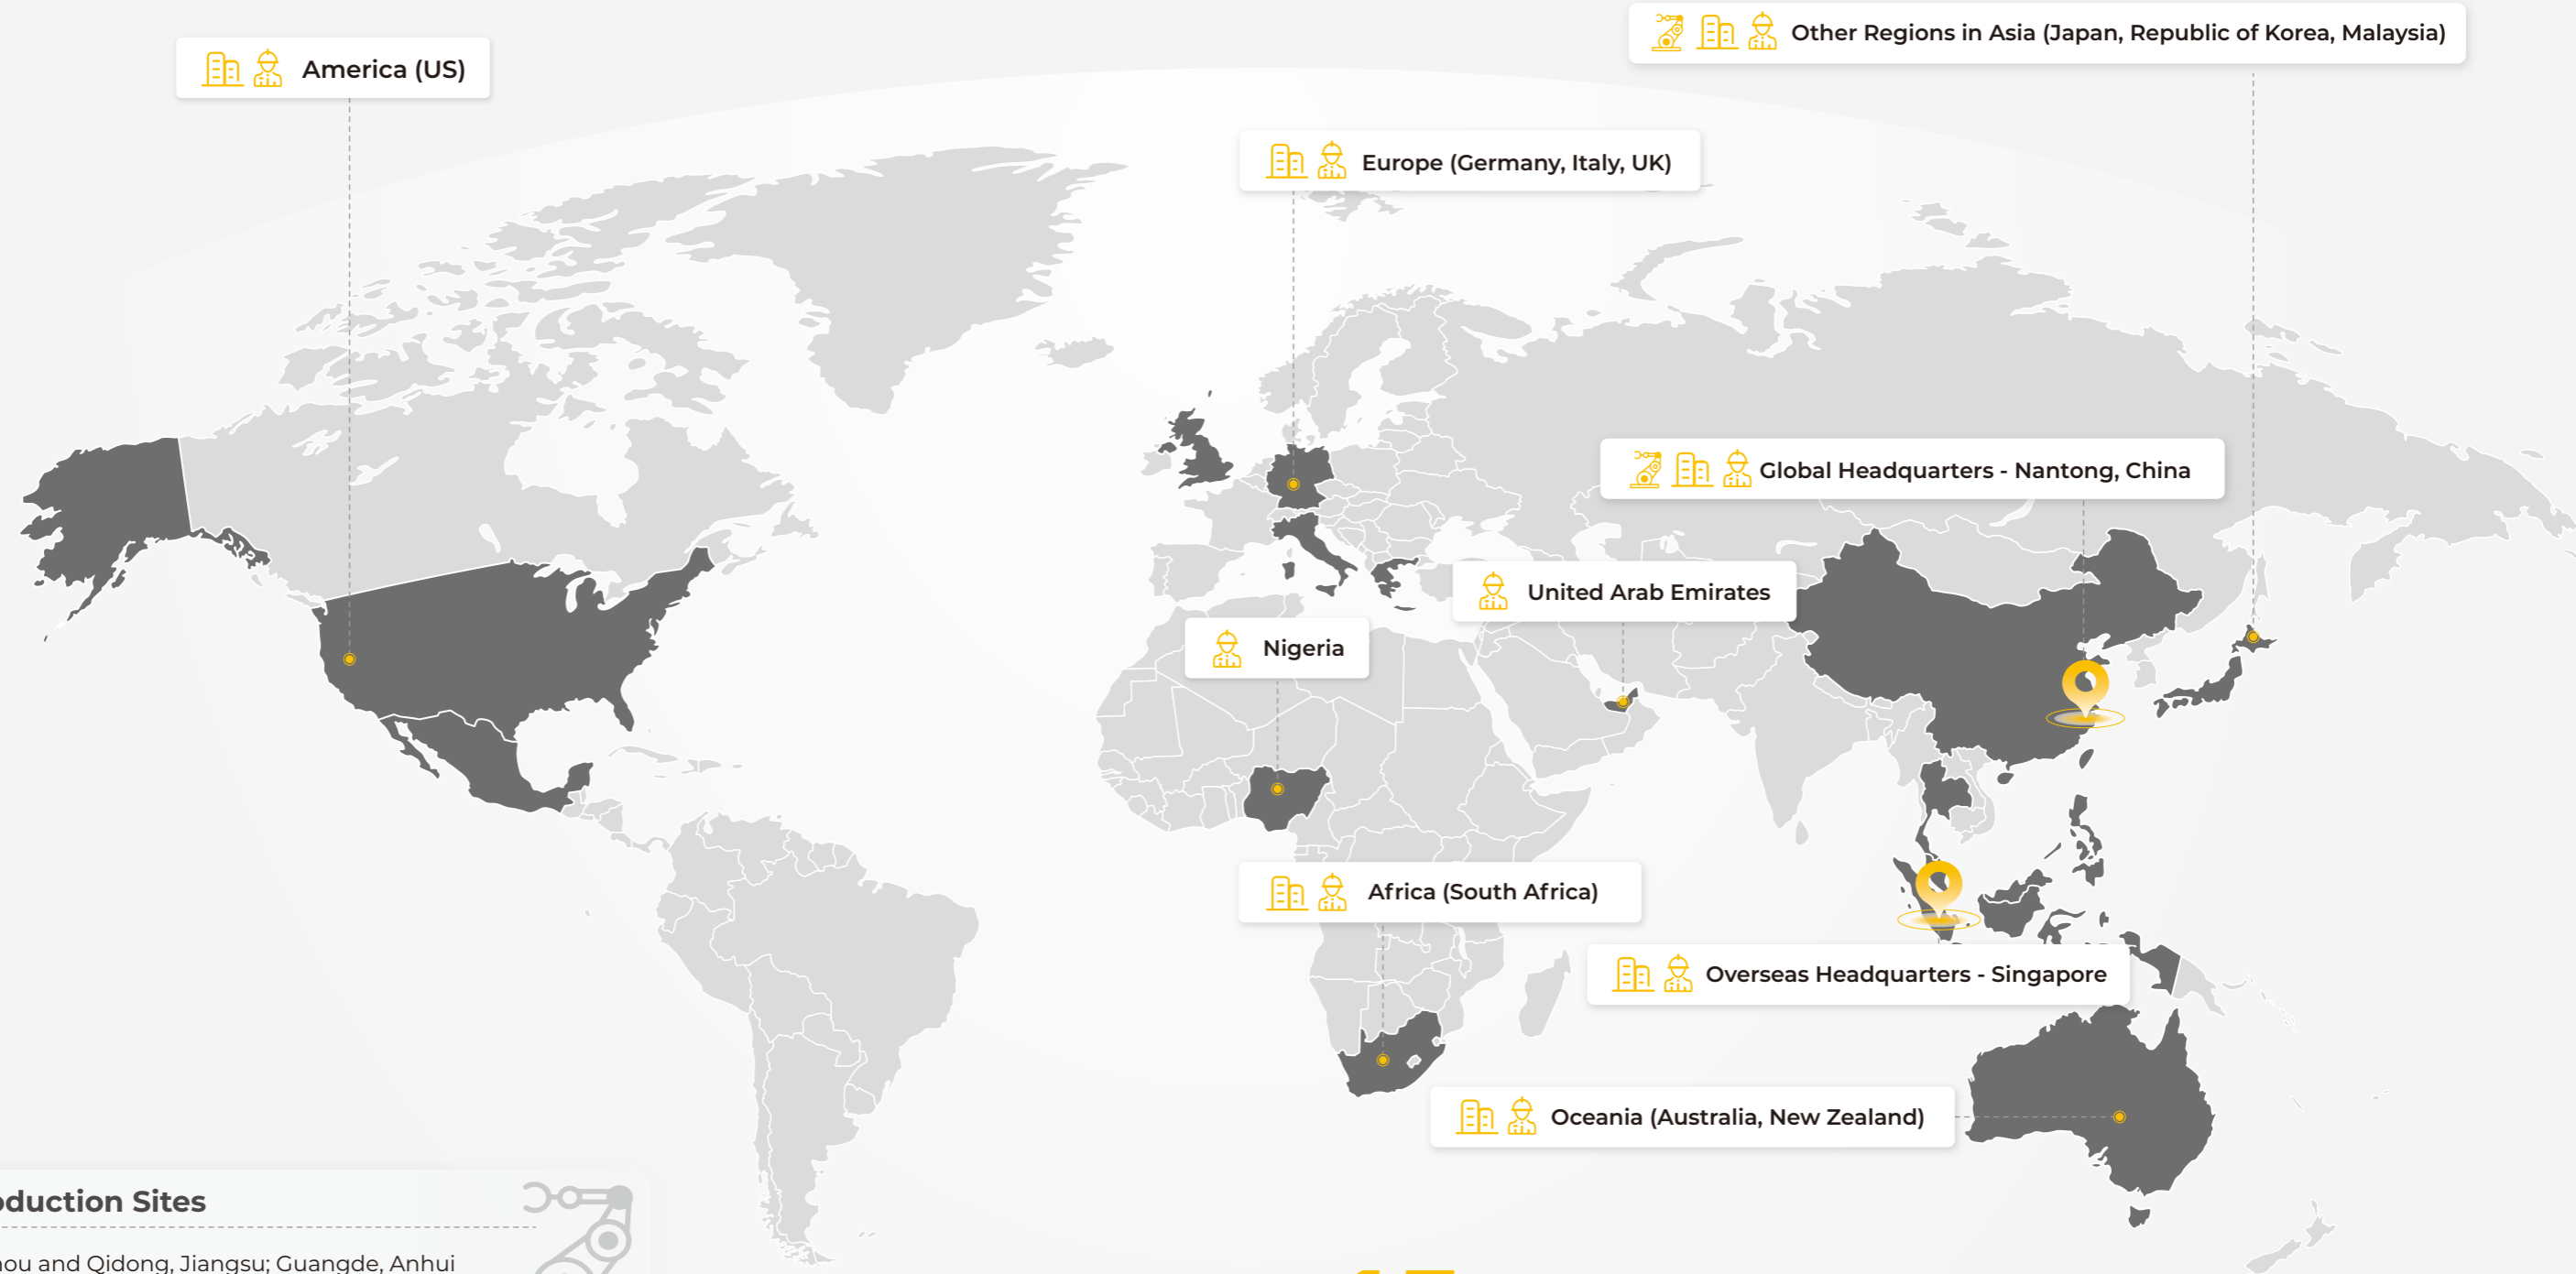 Other Regions in Asia (Japan, Republic of Korea, Malaysia)
America (US)
Europe (Germany, Italy, UK)
Global Headquarters - Nantong, China
United Arab Emirates
Nigeria
Africa (South Africa)
Overseas Headquarters - Singapore
Oceania (Australia, New Zealand)
Sites
and Qidong, Jiangsu; Guangde, Anhui